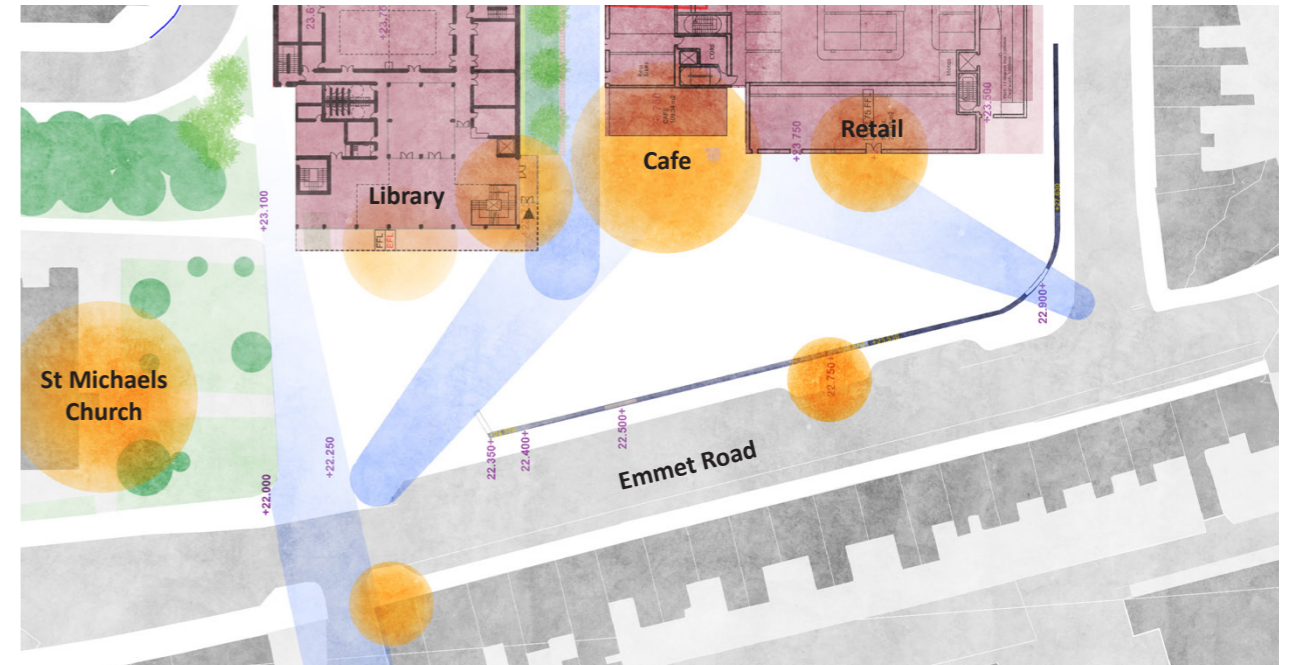 +23.100
+23.750
+23.500
Retail
Cafe
Library
FFL
St Michaels
Church
22.900+
22.750
22.500+
22.400+
22.350+
+22.250
+22.000
Emmet Road